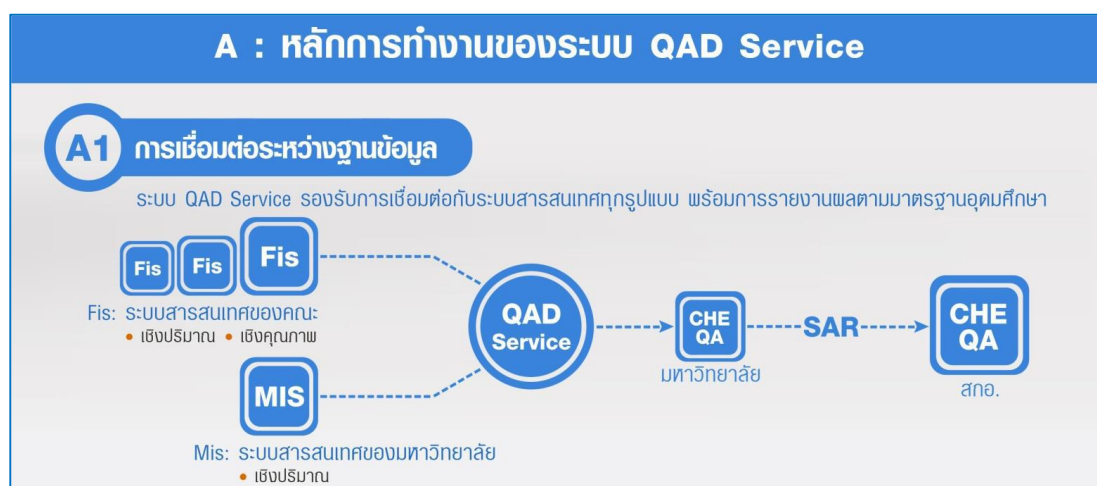 A : หลักการทำงานของระบบ QAD Service
A1 การเชื่อมต่อระหว่างฐานข้อมูล
ระบบ QAD Service รองรับการเชื่อมต่อกับระบบสารสนเทศทุกรูปแบบ พร้อมการรายงานผลตามมาตรฐานอุดมศึกษา
Fis Fis Fis
Fis: ระบบสารสนเทศของคณะ
• เชิงปริมาณ • เชิงคุณภาพ
QAD
Service
CHE
QA
มหาวิทยาลัย
SAR
CHE
QA
สกอ.
MIS
Mis: ระบบสารสนเทศของมหาวิทยาลัย
• เชิงปริมาณ